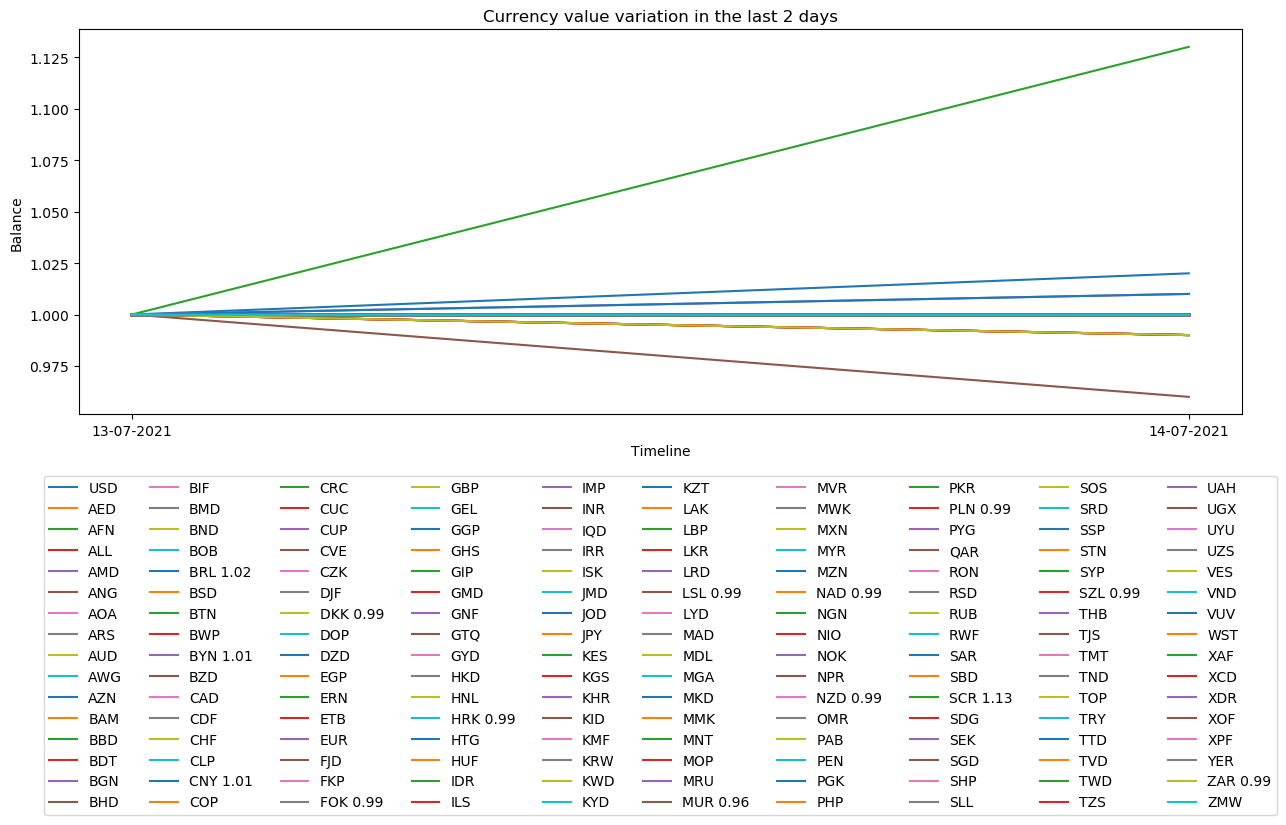 Currency value variation in the last 2 days
1.125
1.100
1.075
1.050
1.025
1.000
0.975
Balance
13-07-2021
14-07-2021
Timeline
USD
AED
AFN
ALL
AMD
ANG
AOA
ARS
AUD
AWG
AZN
BAM
BBD
BDT
BGN
BHD
BIF
BMD
BND
BOB
BRL 1.02
BSD
BTN
BWP
BYN 1.01
BZD
CAD
CDF
CHF
CLP
CNY 1.01
COP
CRC
CUC
CUP
CVE
CZK
DJF
DKK 0.99
DOP
DZD
EGP
ERN
ETB
EUR
FJD
FKP
FOK 0.99
GBP
GEL
GGP
GHS
GIP
GMD
GNF
GTQ
GYD
HKD
HNL
HRK 0.99
HTG
HUF
IDR
ILS
IMP
INR
IQD
IRR
ISK
JMD
JOD
JPY
KES
KGS
KHR
KID
KMF
KRW
KWD
KYD
KZT
LAK
LBP
LKR
LRD
LSL 0.99
LYD
MAD
MDL
MGA
MKD
MMK
MNT
MOP
MRU
MUR 0.96
MVR
MWK
MXN
MYR
MZN
NAD 0.99
NGN
NIO
NOK
NPR
NZD 0.99
OMR
PAB
PEN
PGK
PHP
PKR
PLN 0.99
PYG
QAR
RON
RSD
RUB
RWF
SAR
SBD
SCR 1.13
SDG
SEK
SGD
SHP
SLL
SOS
SRD
SSP
STN
SYP
SZL 0.99
THB
TJS
TMT
TND
TOP
TRY
TTD
TVD
TWD
TZS
UAH
UGX
UYU
UZS
VES
VND
VUV
WST
XAF
XCD
XDR
XOF
XPF
YER
ZAR 0.99
ZMW